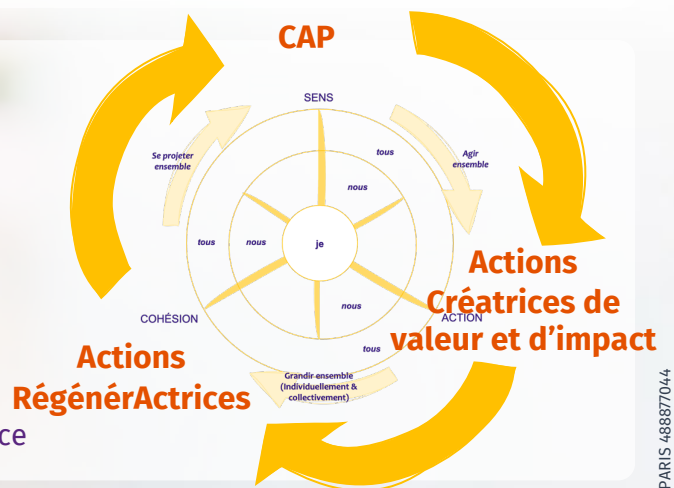 CAP
SENS
Se projeter
ensemble
tous
Agir
ensemble
nous
tous
nous
je
Actions
Créatrices de
valeur et d’impact
nous
COHÉSION
ACTION
tous
Actions
RégénérActrices
Grandir ensemble
(Individuellement &
collectivement)
ce
PARIS 488877044